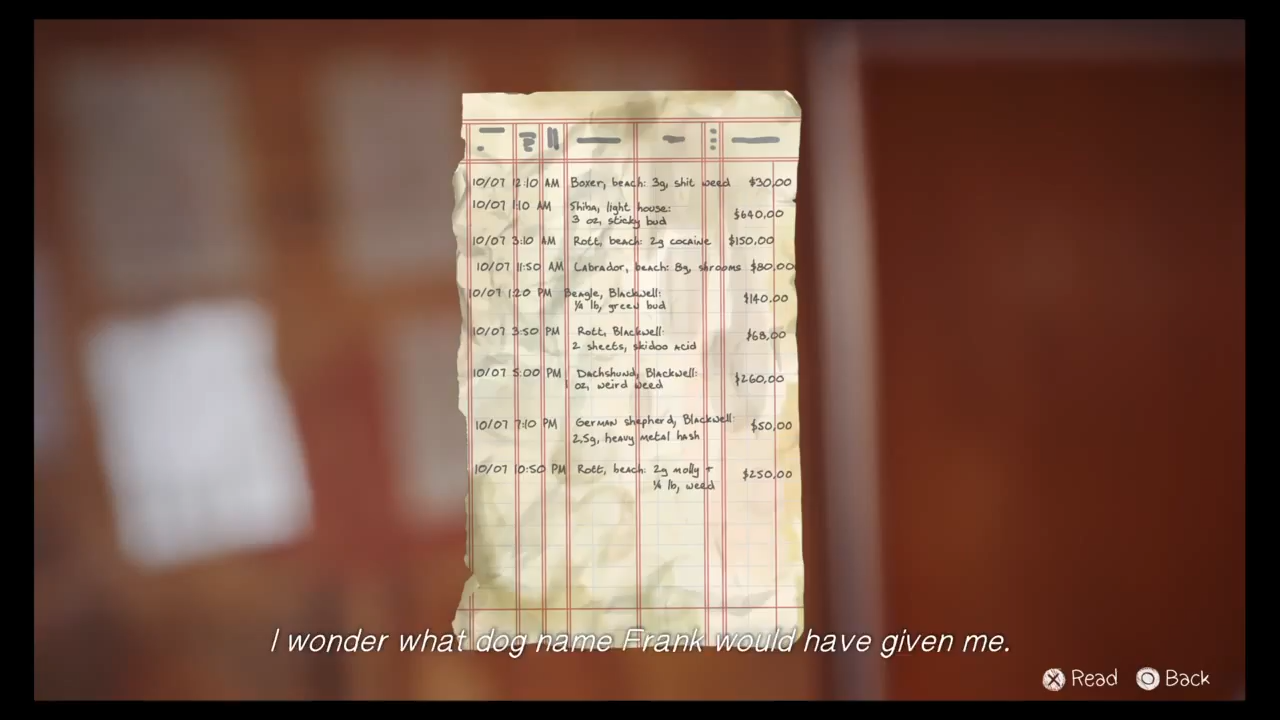 10/07 12:10 AM Boxer, beach: 3g, shit weed $30,00
10/07 1:10 AM Shiba, light house:
3 oz, sticky bud $640,00
10/07 3:10 AM Rott, beach: 2g cocaine $150,00
10/07 11:50 AM Labrador, beach: 8g, shrooms $80,00
10/07 1:20 PM Beagle, Blackwell:
1/4 lb, green bud $140,00
10/07 3:50 PM Rott, Blackwell:
2 sheets, skidoo acid $68,00
10/07 5:00 PM Dachshund, Blackwell:
1 oz, weird weed $260,00
10/07 7:10 PM German shepherd, Blackwell:
2,5g, heavy metal hash $50,00
10/07 10:50 PM Rott, beach: 2g molly +
1/4 lb, weed $250,00
I wonder what dog name Frank would have given me.
Read Back